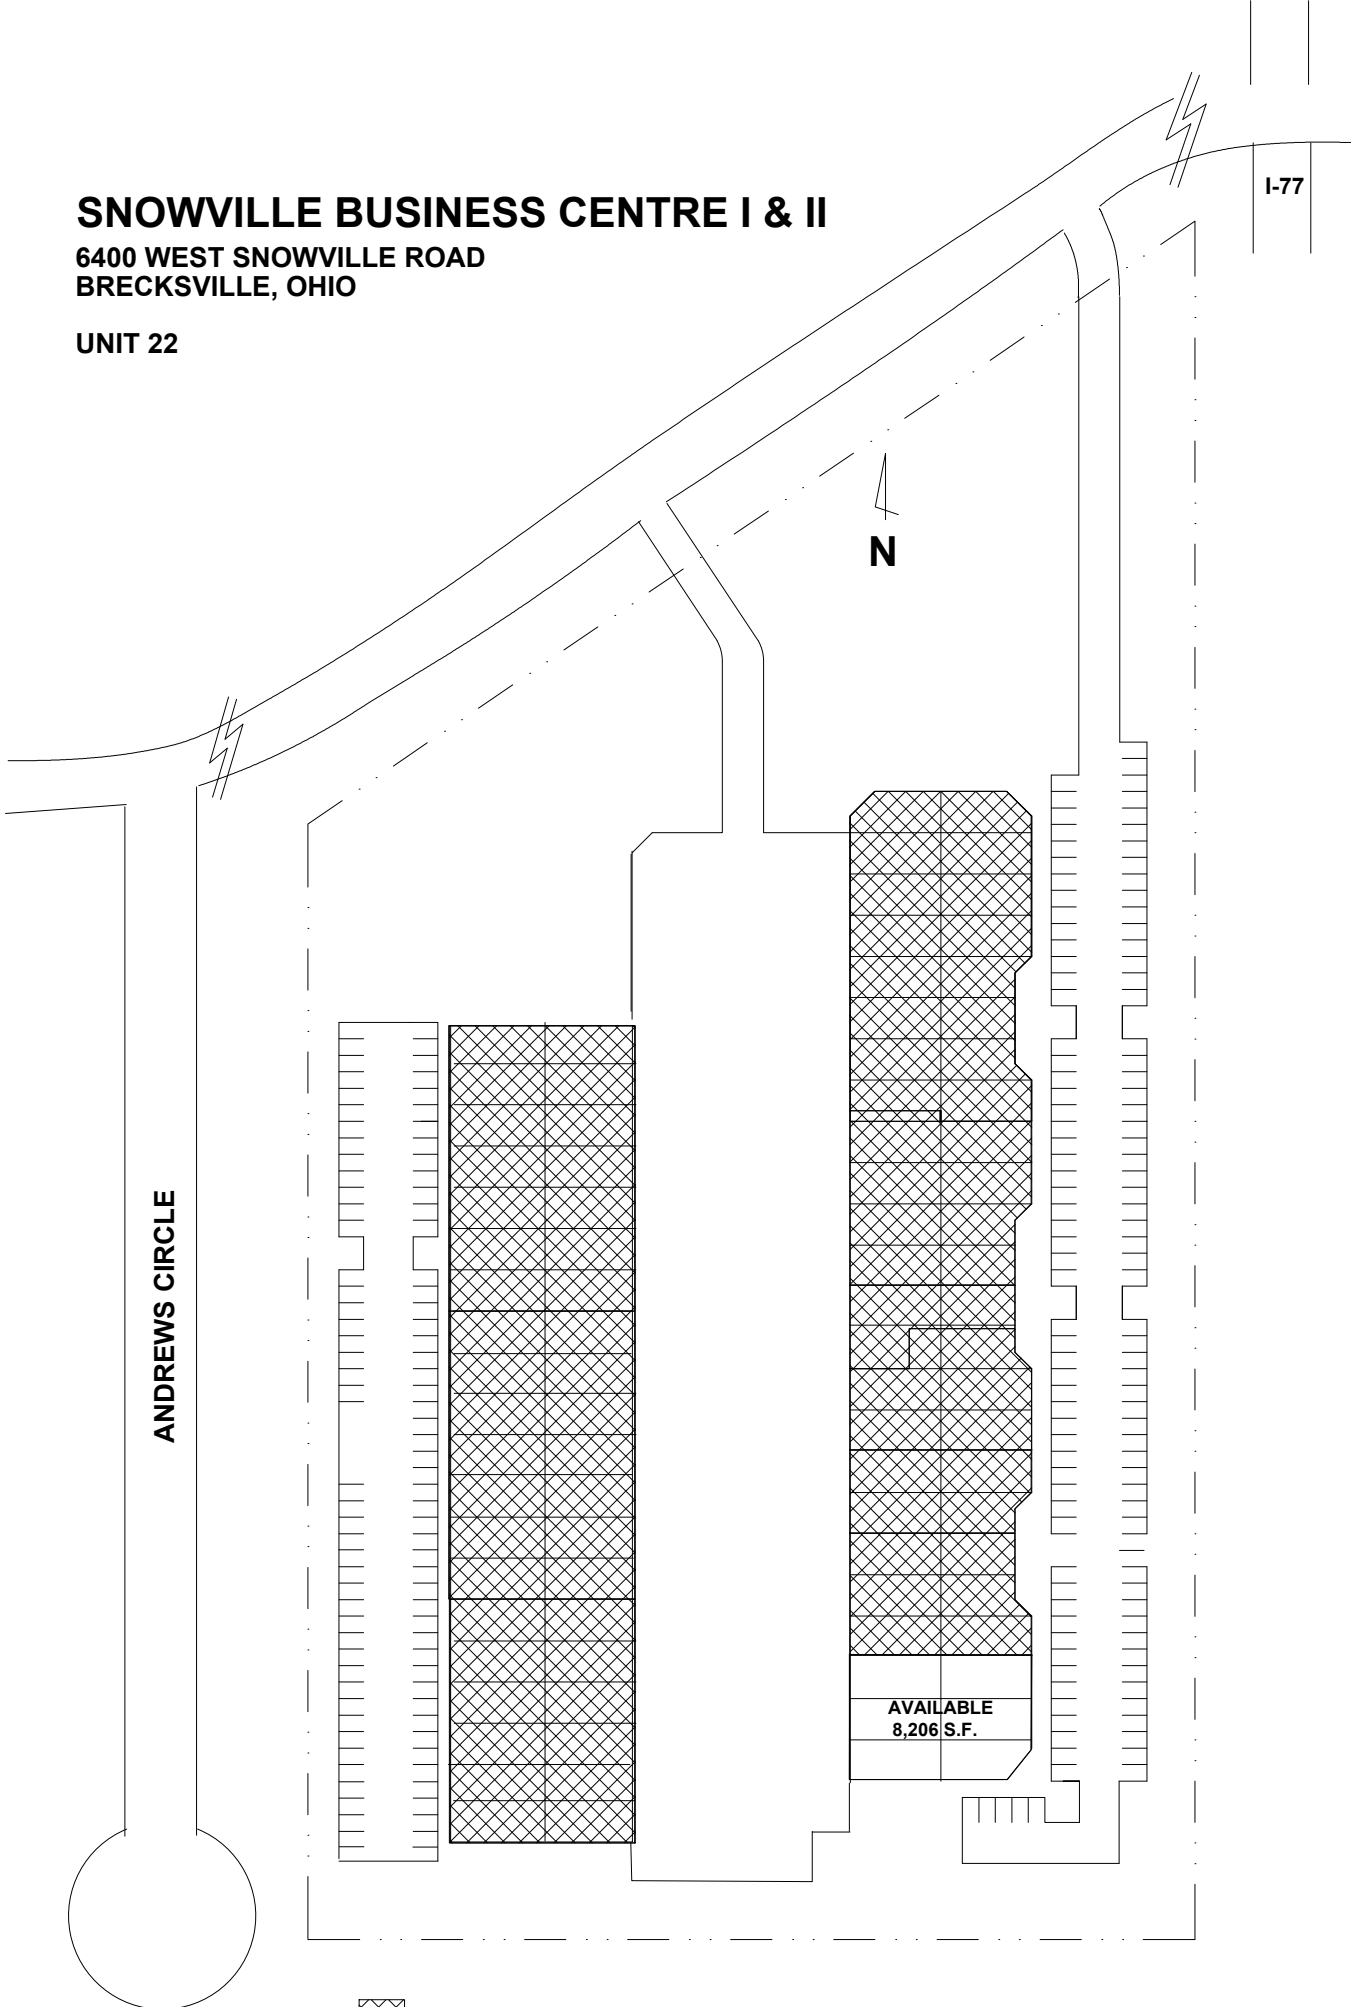 SNOWVILLE BUSINESS CENTRE I & II
6400 WEST SNOWVILLE ROAD
BRECKSVILLE, OHIO
UNIT 22
I-77
N
ANDREWS CIRCLE
AVAILABLE
8,206 S.F.